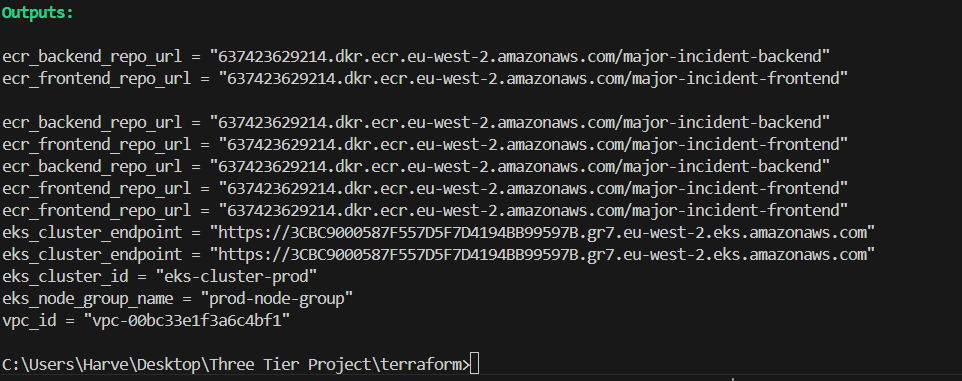 Outputs:
ecr_backend_repo_url = "637423629214.dkr.ecr.eu-west-2.amazonaws.com/major-incident-backend"
ecr_frontend_repo_url = "637423629214.dkr.ecr.eu-west-2.amazonaws.com/major-incident-frontend"
ecr_backend_repo_url = "637423629214.dkr.ecr.eu-west-2.amazonaws.com/major-incident-backend"
ecr_frontend_repo_url = "637423629214.dkr.ecr.eu-west-2.amazonaws.com/major-incident-frontend"
ecr_backend_repo_url = "637423629214.dkr.ecr.eu-west-2.amazonaws.com/major-incident-backend"
ecr_frontend_repo_url = "637423629214.dkr.ecr.eu-west-2.amazonaws.com/major-incident-frontend"
ecr_frontend_repo_url = "637423629214.dkr.ecr.eu-west-2.amazonaws.com/major-incident-frontend"
eks_cluster_endpoint = "https://3CBC9000587F557D5F7D4194BB99597B.gr7.eu-west-2.eks.amazonaws.com"
eks_cluster_endpoint = "https://3CBC9000587F557D5F7D4194BB99597B.gr7.eu-west-2.eks.amazonaws.com"
eks_cluster_id = "eks-cluster-prod"
eks_node_group_name = "prod-node-group"
vpc_id = "vpc-00bc33e1f3a6c4bf1"
C:\Users\Harve\Desktop\Three Tier Project\terraform>